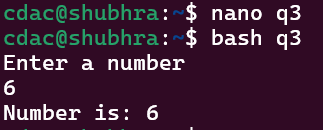 cdac@shubhra:~$ nano q3
cdac@shubhra:~$ bash q3
Enter a number
6
Number is: 6